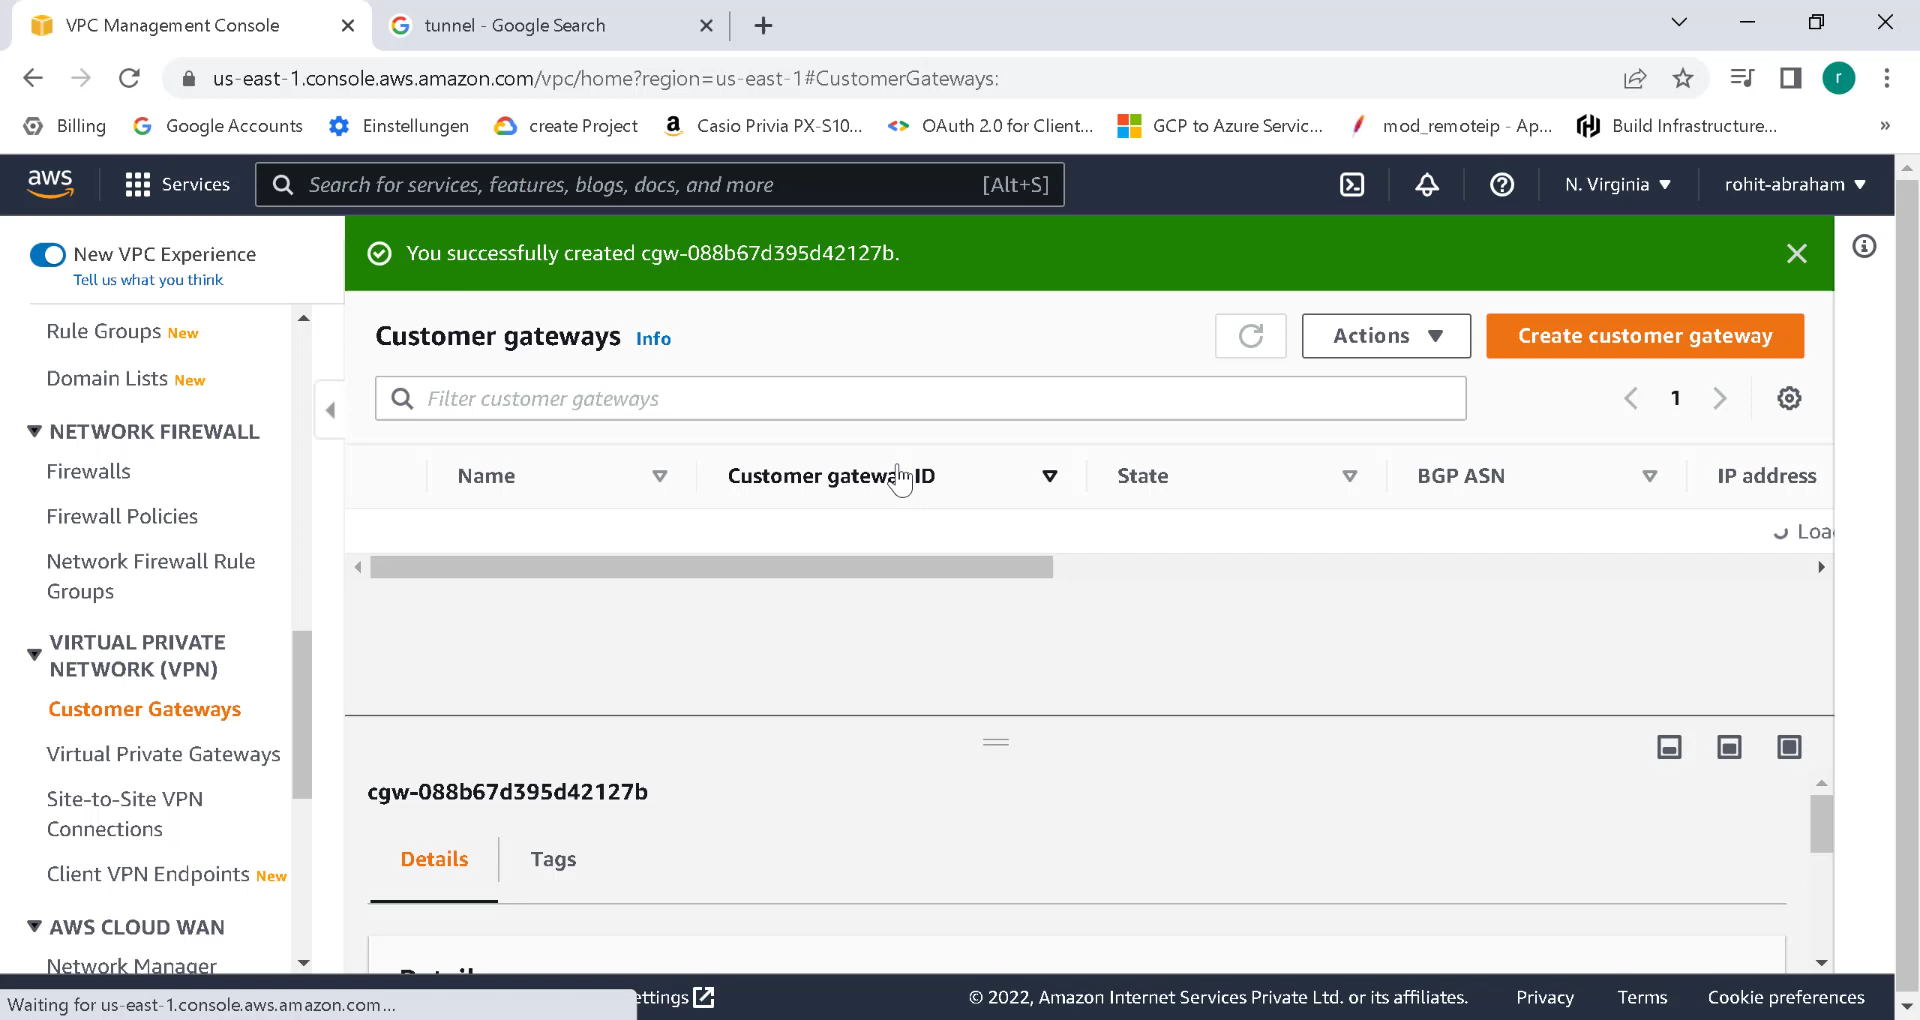 VPC Management Console
tunnel - Google Search
us-east-1.console.aws.amazon.com/vpc/home?region=us-east-1#CustomerGateways:
r
Billing
Google Accounts
Einstellungen
create Project
Casio Privia PX-S10...
OAuth 2.0 for Client...
GCP to Azure Servic...
mod_remoteip - Ap...
Build Infrastructure...
»
aws
Services
Search for services, features, blogs, docs, and more
[Alt+S]
N. Virginia
rohit-abraham
New VPC Experience
Tell us what you think
You successfully created cgw-088b67d395d42127b.
Rule Groups New
Domain Lists New
NETWORK FIREWALL
Firewalls
Firewall Policies
Network Firewall Rule
Groups
VIRTUAL PRIVATE
NETWORK (VPN)
Customer Gateways
Virtual Private Gateways
Site-to-Site VPN
Connections
Client VPN Endpoints New
AWS CLOUD WAN
Network Manager
Customer gateways Info
Actions
Create customer gateway
Filter customer gateways
1
Name
Customer gateway ID
State
BGP ASN
IP address
Loa
cgw-088b67d395d42127b
Details
Tags
Waiting for us-east-1.console.aws.amazon.com...
ettings
© 2022, Amazon Internet Services Private Ltd. or its affiliates.
Privacy
Terms
Cookie preferences